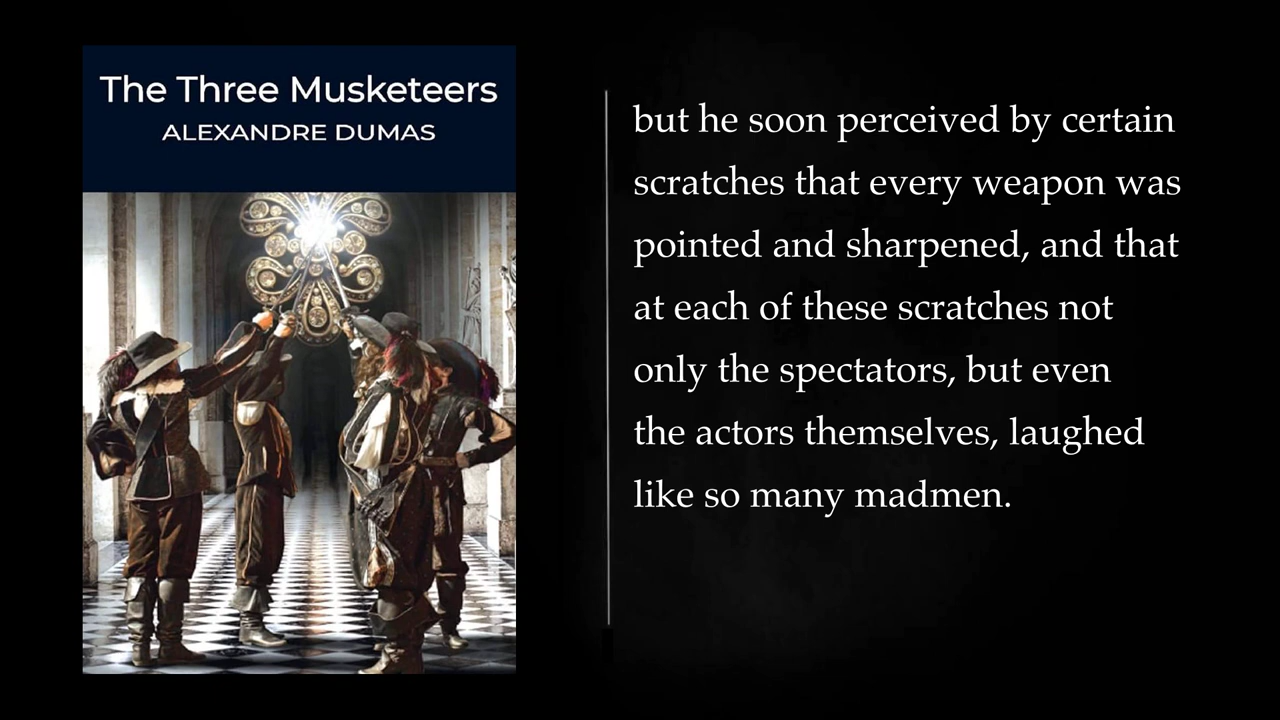 The Three Musketeers
ALEXANDRE DUMAS
but he soon perceived by certain
scratches that every weapon was
pointed and sharpened, and that
at each of these scratches not
only the spectators, but even
the actors themselves, laughed
like so many madmen.